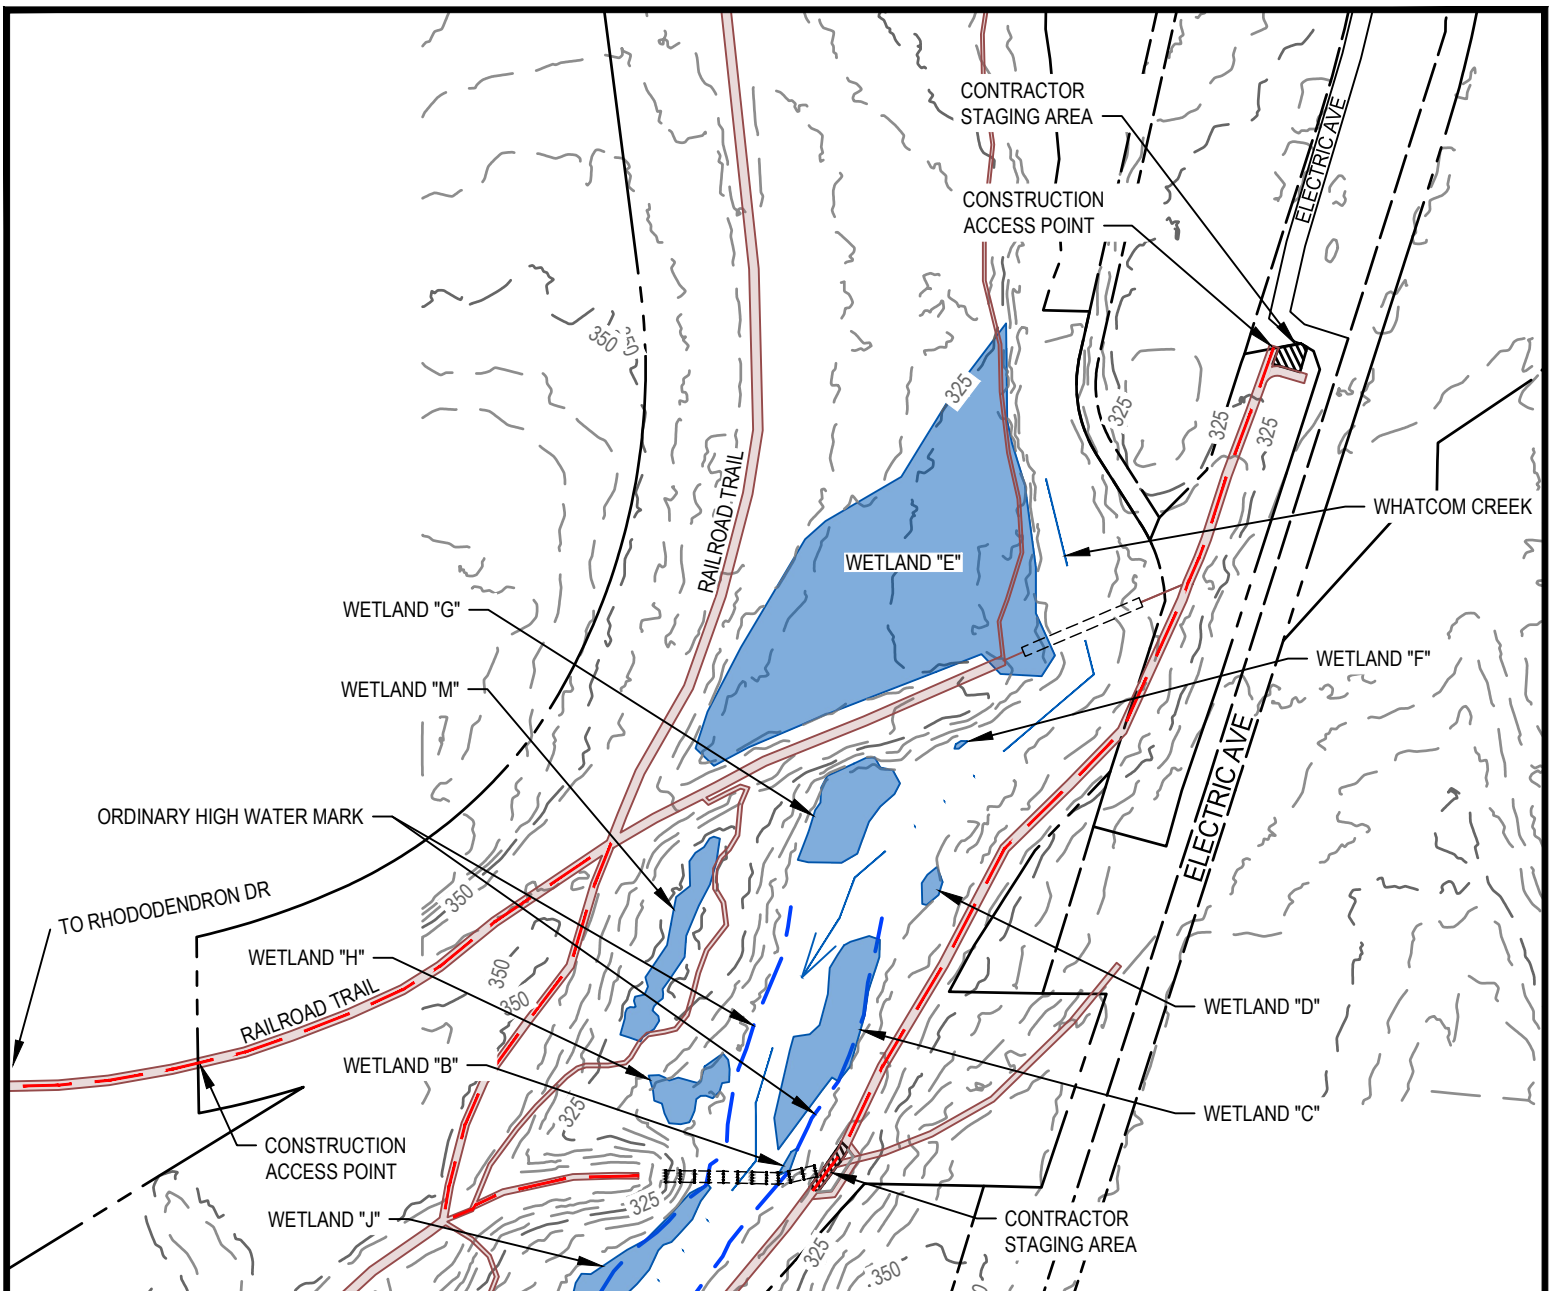 CONTRACTOR
STAGING AREA
ELECTRIC AVE
CONSTRUCTION
ACCESS POINT
350
325
325
325
325
RAILROAD TRAIL
WHATCOM CREEK
WETLAND "E"
WETLAND "G"
WETLAND "F"
WETLAND "M"
ELECTRIC AVE
ORDINARY HIGH WATER MARK
350
TO RHODODENDRON DR
WETLAND "H"
350
350
RAILROAD TRAIL
WETLAND "D"
WETLAND "B"
325
WETLAND "C"
CONSTRUCTION
ACCESS POINT
325
WETLAND "J"
CONTRACTOR
STAGING AREA
325
350